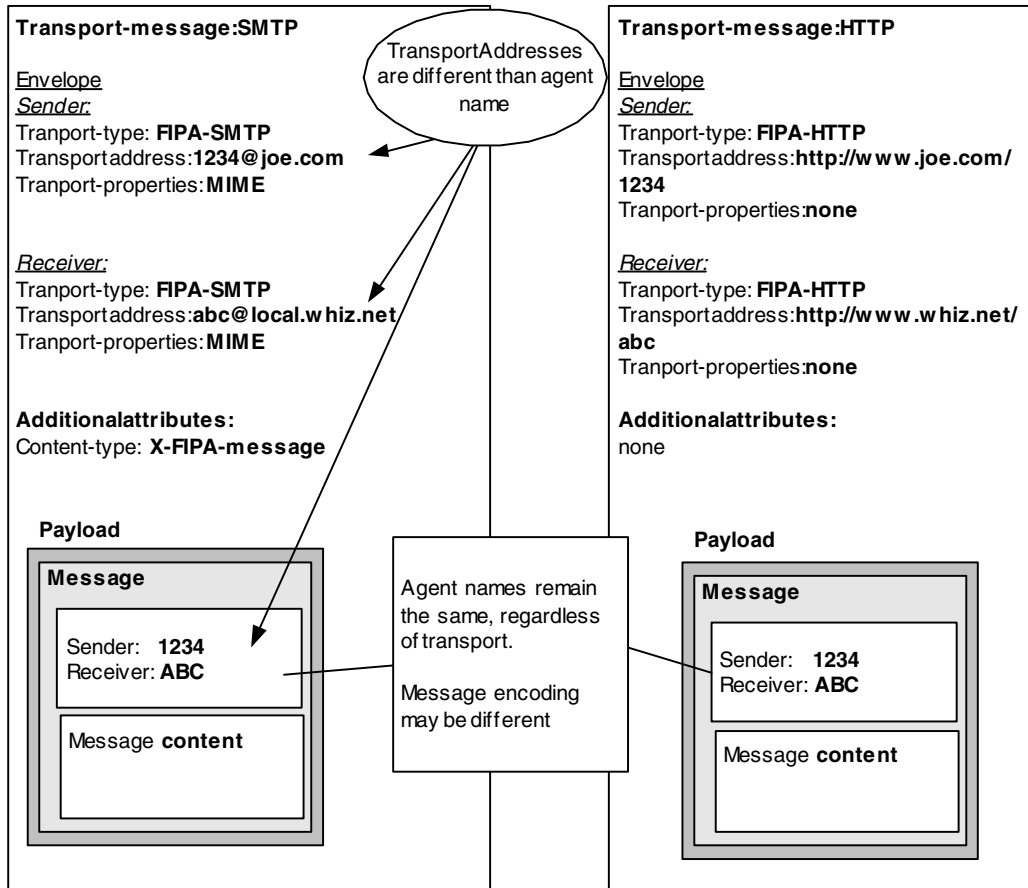 Transport-message:SMTP
Envelope
Sender:
Tranport-type: FIPA-SMTP
Transportaddress:1234@joe.com
Tranport-properties:MIME
Receiver:
Tranport-type: FIPA-SMTP
Transportaddress:abc@local.whiz.net
Tranport-properties:MIME
Additionalattributes:
Content-type: X-FIPA-message
Payload
Message
Sender: 1234
Receiver: ABC
Message content
TransportAddresses
are different than agent
name
Agent names remain
the same, regardless
of transport.
Message encoding
may be different
Transport-message:HTTP
Envelope
Sender:
Tranport-type: FIPA-HTTP
Transportaddress:http://www.joe.com/
1234
Tranport-properties:none
Receiver:
Tranport-type: FIPA-HTTP
Transportaddress:http://www.whiz.net/
abc
Tranport-properties:none
Additionalattributes:
none
Payload
Message
Sender: 1234
Receiver: ABC
Message content